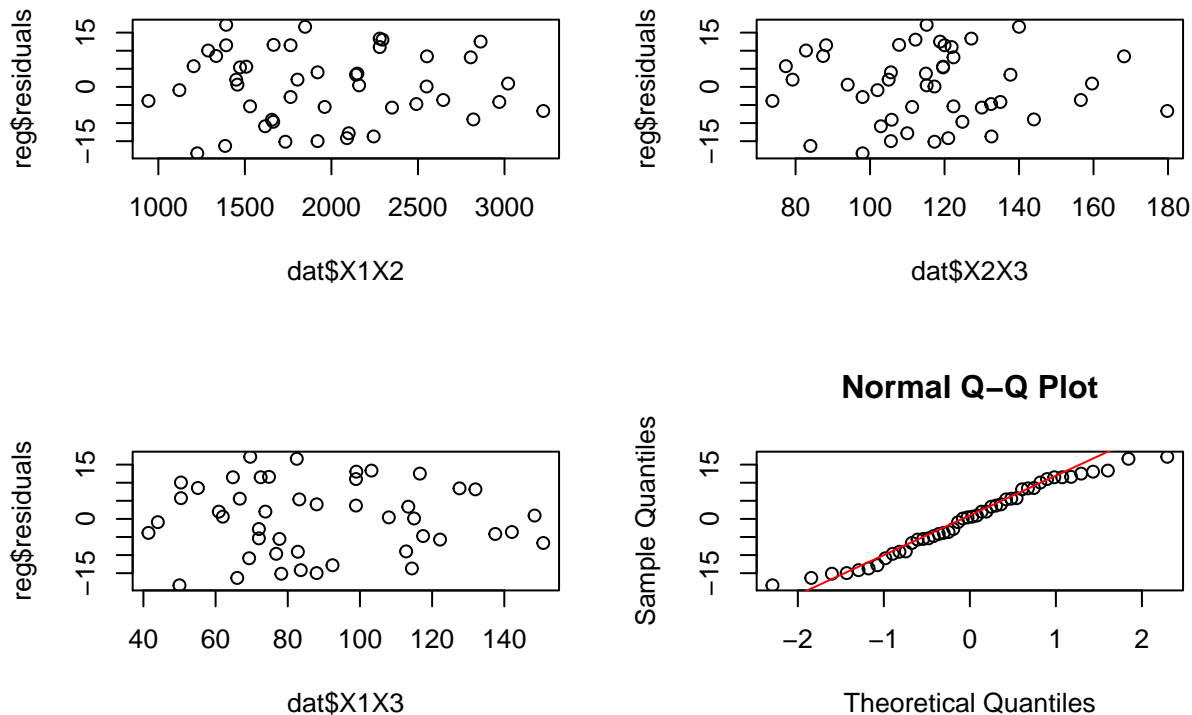 reg$residuals
15
0
−15
1000 1500 2000 2500 3000
dat$X1X2
reg$residuals
15
0
−15
80 100 120 140 160 180
dat$X2X3
reg$residuals
15
0
−15
40 60 80 100 120 140
dat$X1X3
Normal Q−Q Plot
Sample Quantiles
15
0
−15
−2 −1 0 1 2
Theoretical Quantiles